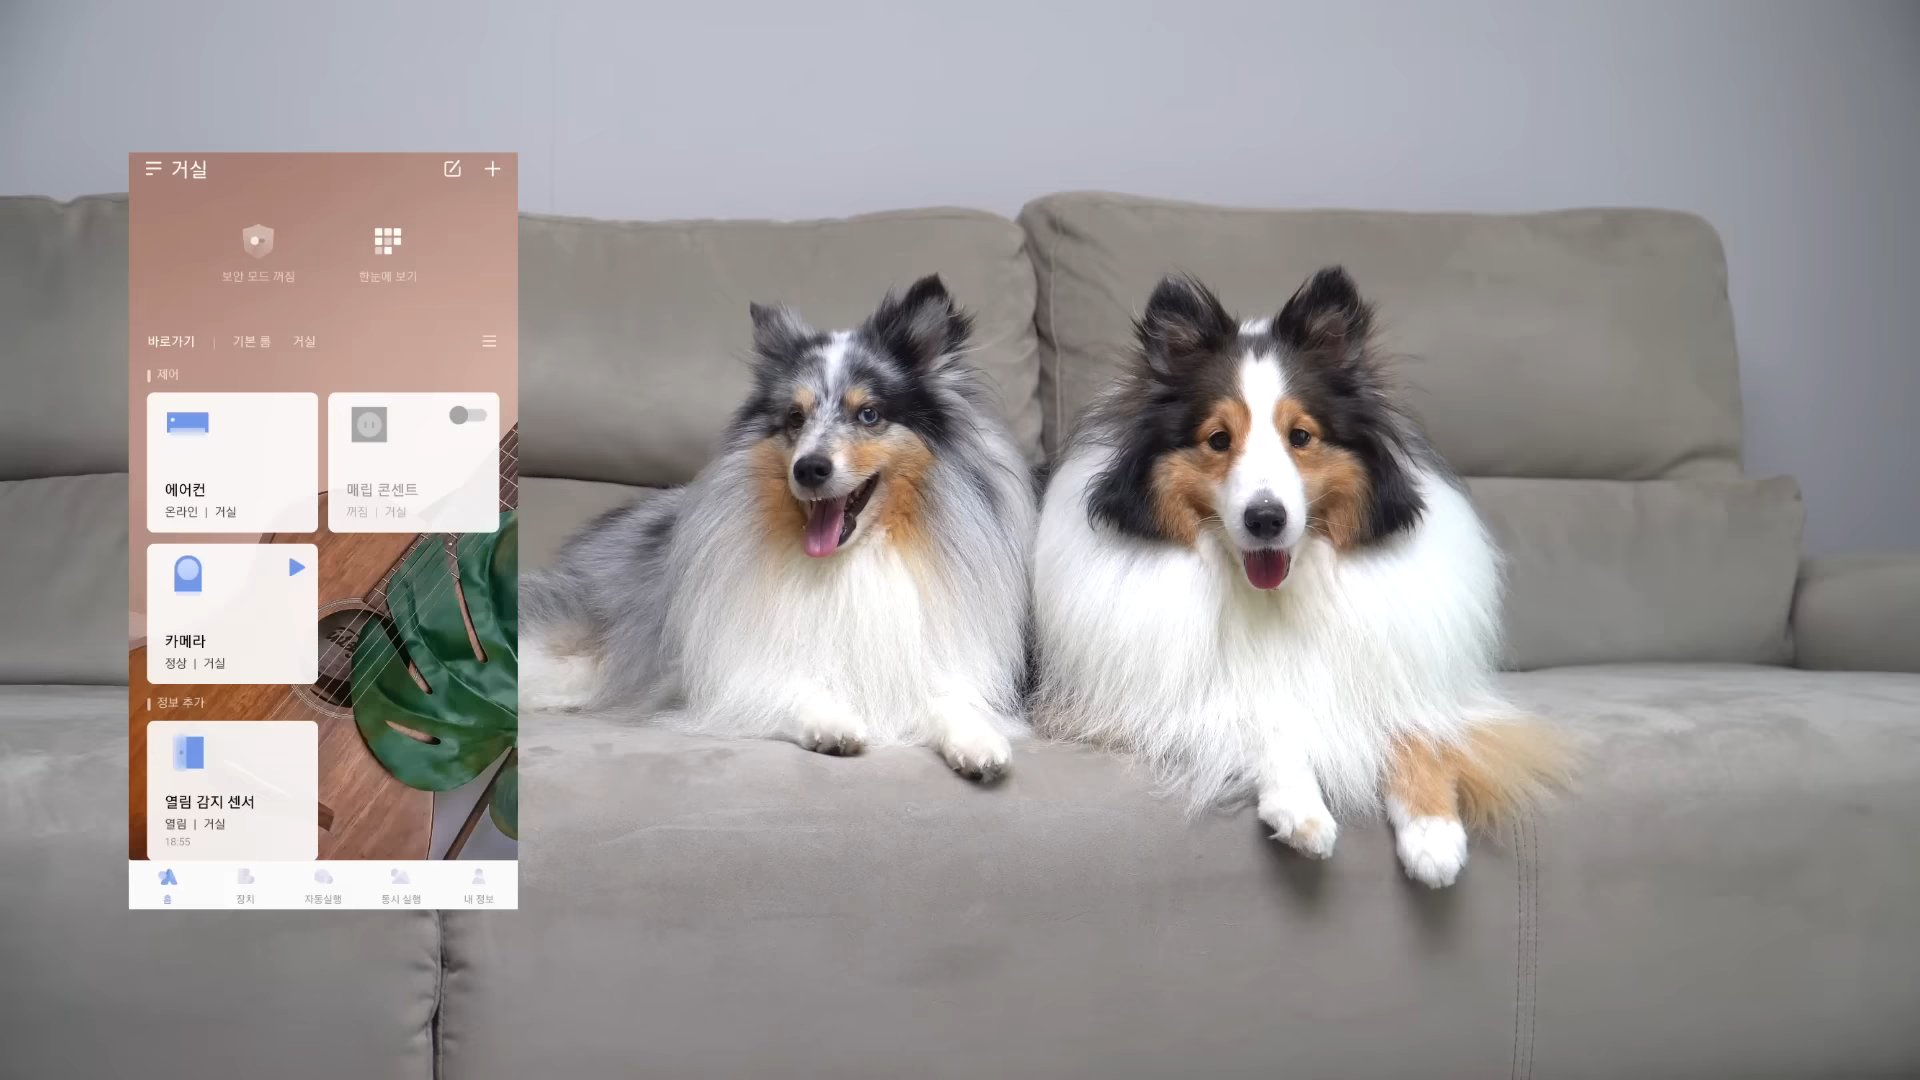 거실
보안 모드 꺼짐
한눈에 보기
바로가기 | 기본 룸 거실
제어
에어컨
온라인 | 거실
매립 콘센트
꺼짐 | 거실
카메라
정상 | 거실
정보 추가
열림 감지 센서
열림 | 거실
18:55
홈
장치
자동실행
동시 실행
내 정보